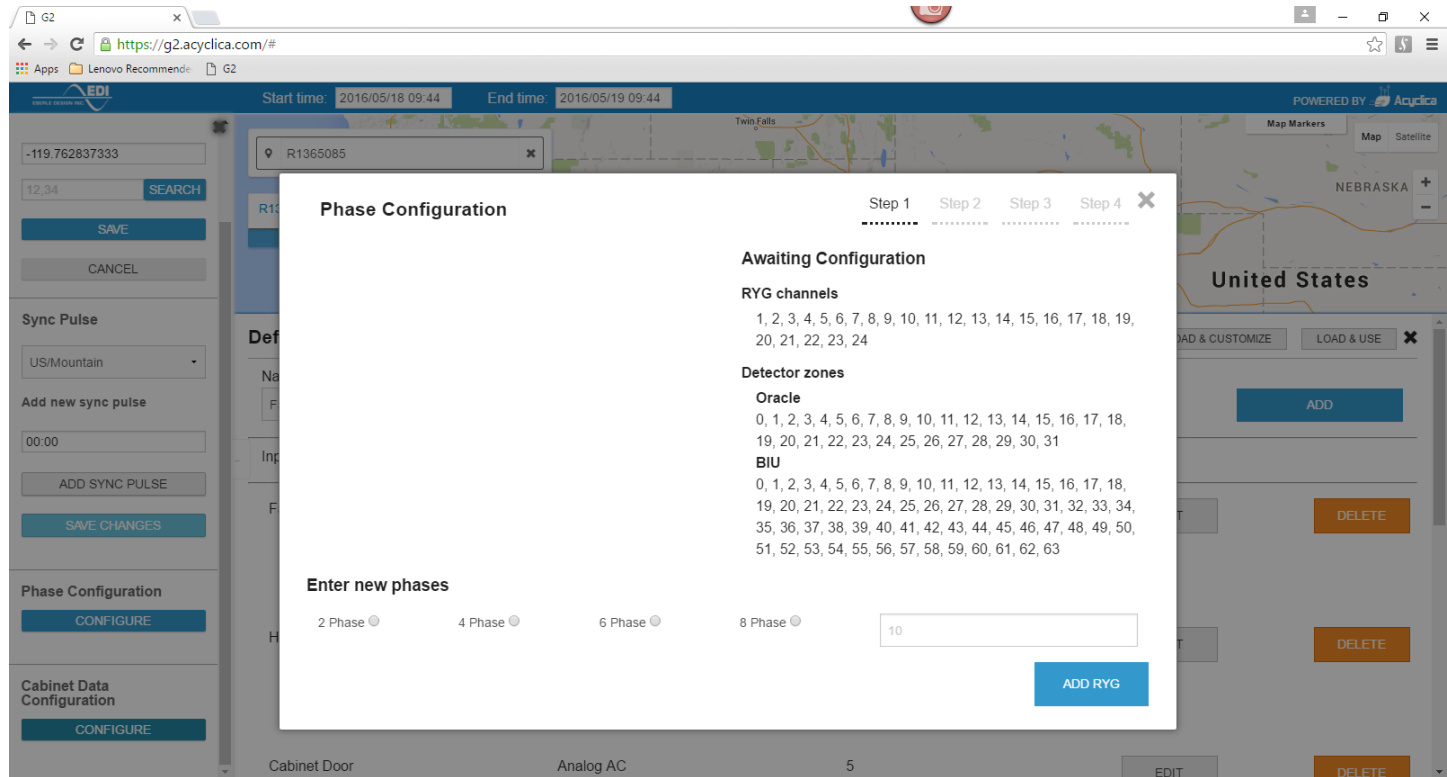 G2
https://g2.acyclica.com/#
Apps Lenovo Recommende G2
EDI
EBERLE DESIGN INC.
Start time: 2016/05/18 09:44 End time: 2016/05/19 09:44
POWERED BY Acyclica
Twin Falls
Map Markers
Map Satellite
-119.762837333
R1365085
12,34 SEARCH
NEBRASKA
R13
SAVE
CANCEL
United States
Phase Configuration
Step 1 Step 2 Step 3 Step 4
Awaiting Configuration
RYG channels
1, 2, 3, 4, 5, 6, 7, 8, 9, 10, 11, 12, 13, 14, 15, 16, 17, 18, 19,
20, 21, 22, 23, 24
Detector zones
Oracle
0, 1, 2, 3, 4, 5, 6, 7, 8, 9, 10, 11, 12, 13, 14, 15, 16, 17, 18,
19, 20, 21, 22, 23, 24, 25, 26, 27, 28, 29, 30, 31
BIU
0, 1, 2, 3, 4, 5, 6, 7, 8, 9, 10, 11, 12, 13, 14, 15, 16, 17, 18,
19, 20, 21, 22, 23, 24, 25, 26, 27, 28, 29, 30, 31, 32, 33, 34,
35, 36, 37, 38, 39, 40, 41, 42, 43, 44, 45, 46, 47, 48, 49, 50,
51, 52, 53, 54, 55, 56, 57, 58, 59, 60, 61, 62, 63
Enter new phases
2 Phase 4 Phase 6 Phase 8 Phase 10
ADD RYG
Sync Pulse
US/Mountain
Add new sync pulse
00:00
ADD SYNC PULSE
SAVE CHANGES
Phase Configuration
CONFIGURE
Cabinet Data
Configuration
CONFIGURE
Def
OAD & CUSTOMIZE LOAD & USE
Na
F
ADD
Inp
F
T DELETE
H
T DELETE
Cabinet Door Analog AC 5 EDIT DELETE